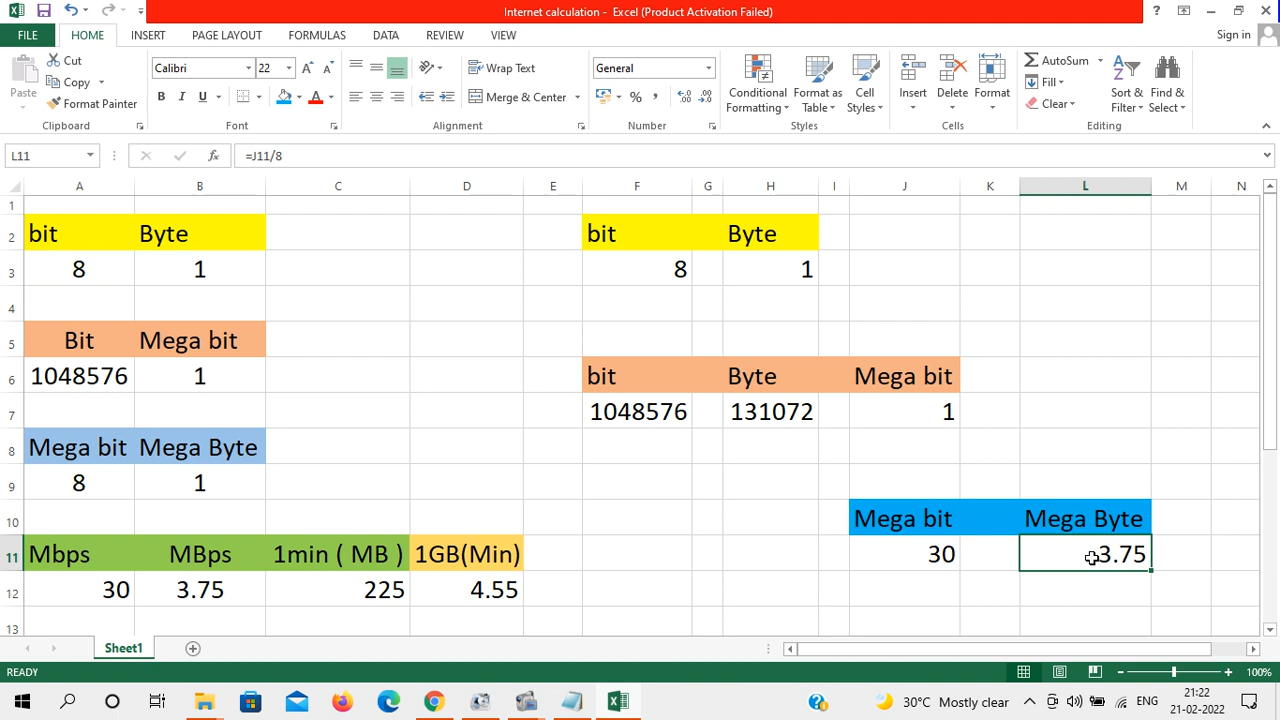 Internet calculation - Excel (Product Activation Failed)
?
FILE HOME INSERT PAGE LAYOUT FORMULAS DATA REVIEW VIEW Sign in
Paste
Cut
Copy
Format Painter
Clipboard
Calibri 22
B I U
Font
Wrap Text
Merge & Center
Alignment
General
%
Number
Conditional Formatting
Format as Table
Cell Styles
Styles
Insert
Delete
Format
Cells
AutoSum
Fill
Clear
Sort & Filter
Find & Select
Editing
L11 fx =J11/8
A B C D E F G H I J K L M N
1
2 bit Byte bit Byte
3 8 1 8 1
4
5 Bit Mega bit
6 1048576 1 bit Byte Mega bit
7 1048576 131072 1
8 Mega bit Mega Byte
9 8 1
10 Mega bit Mega Byte
11 Mbps MBps 1min ( MB ) 1GB(Min) 30 3.75
12 30 3.75 225 4.55
13
Sheet1
READY 100%
30°C Mostly clear ENG 21:22
21-02-2022